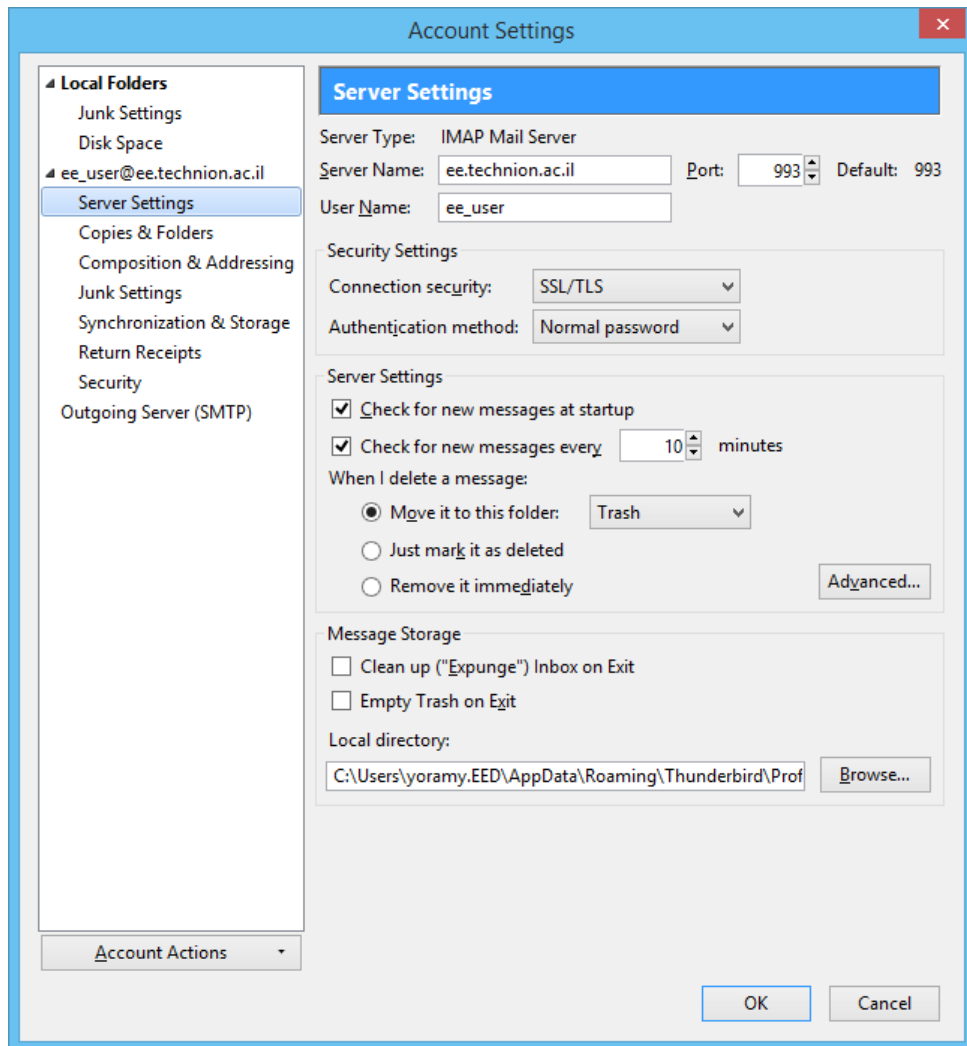 Account Settings
Local Folders
Junk Settings
Disk Space
ee_user@ee.technion.ac.il
Server Settings
Copies & Folders
Composition & Addressing
Junk Settings
Synchronization & Storage
Return Receipts
Security
Outgoing Server (SMTP)
Account Actions
Server Settings
Server Type: IMAP Mail Server
Server Name: ee.technion.ac.il Port: 993 Default: 993
User Name: ee_user
Security Settings
Connection security: SSL/TLS
Authentication method: Normal password
Server Settings
Check for new messages at startup
Check for new messages every 10 minutes
When I delete a message:
Move it to this folder: Trash
Just mark it as deleted
Remove it immediately
Advanced...
Message Storage
Clean up ("Expunge") Inbox on Exit
Empty Trash on Exit
Local directory:
C:\Users\yoramy.EED\AppData\Roaming\Thunderbird\Prof Browse...
OK Cancel